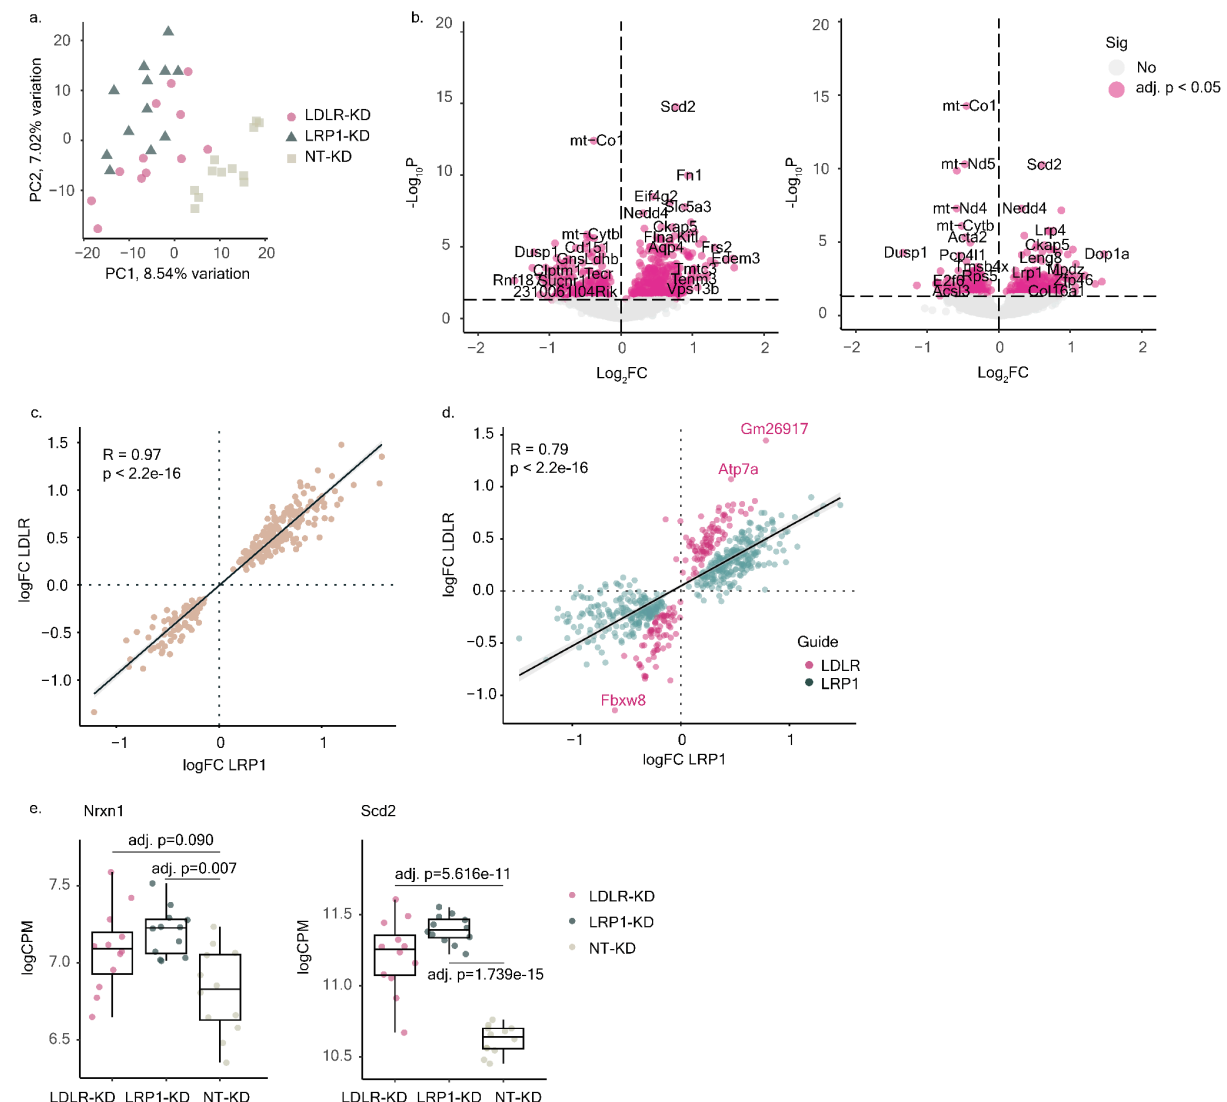 a.
20
10
0
−10
PC2, 7.02% variation
−20
−10
0
10
20
PC1, 8.54% variation
LDLR-KD
LRP1-KD
NT-KD
b.
20
15
10
5
0
-Log10P
Scd2
mt−Co1
Fn1
Eif4g2
Slc5a3
Nedd4
Ckap5
mt−Cytb
Flna
Kitl
Cd151
Aqp4
Frs2
Dusp1
Gnsl
Ldnb
Edem3
Clptm1
Tecr
Tmtc3
Rnf187
Sucnr1
Tenm3
2310061I04Rik
Vps13b
−2
−1
0
1
2
Log2FC
20
15
10
5
0
-Log10P
mt−Co1
mt−Nd5
Scd2
mt−Nd4
Nedd4
mt−Cytb
Lrp4
Acta2
Ckap5
Dusp1
Pcp4l1
Leng8
Dop1a
msb4x
Lrp1
Mpdz
E2f6
Rps5
Zfp46
Acsl3
Col16a1
−2
−1
0
1
2
Log2FC
Sig
No
adj. p < 0.05
c.
R = 0.97
p < 2.2e-16
1.5
1.0
0.5
0.0
−0.5
−1.0
logFC LDLR
−1
0
1
logFC LRP1
d.
R = 0.79
p < 2.2e-16
Gm26917
Atp7a
Fbxw8
1.5
1.0
0.5
0.0
−0.5
−1.0
logFC LDLR
−1
0
1
logFC LRP1
Guide
LDLR
LRP1
e.
Nrxn1
adj. p=0.090
adj. p=0.007
7.5
7.0
6.5
logCPM
LDLR-KD LRP1-KD NT-KD
Scd2
adj. p=5.616e-11
adj. p=1.739e-15
11.5
11.0
10.5
logCPM
LDLR-KD LRP1-KD NT-KD
LDLR-KD
LRP1-KD
NT-KD